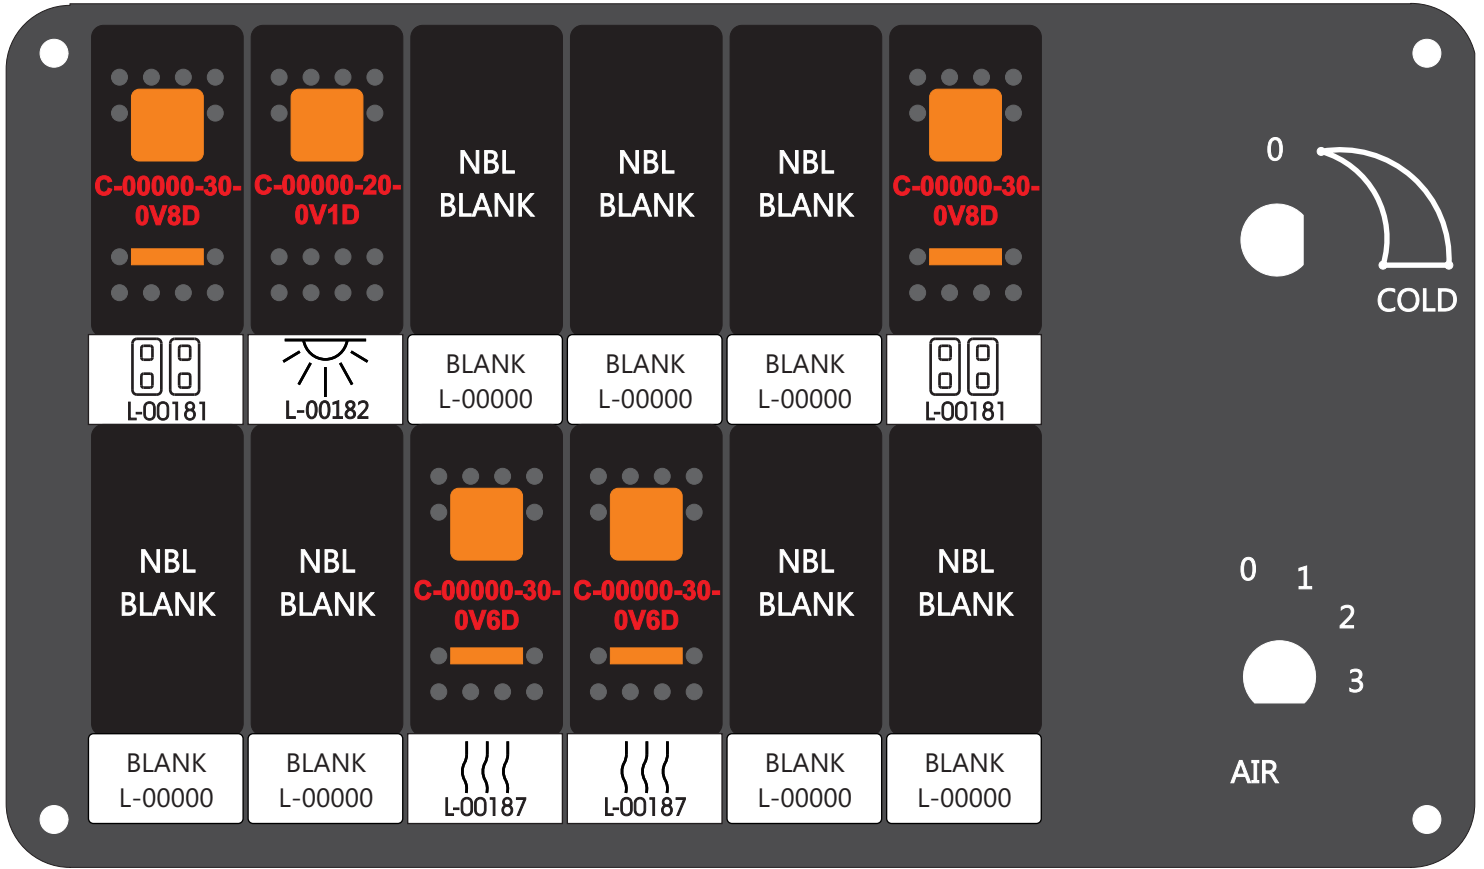 C-00000-30-
0V8D
C-00000-20-
0V1D
NBL
BLANK
NBL
BLANK
NBL
BLANK
C-00000-30-
0V8D
0
COLD
L-00181
L-00182
BLANK
L-00000
BLANK
L-00000
BLANK
L-00000
L-00181
NBL
BLANK
NBL
BLANK
C-00000-30-
0V6D
C-00000-30-
0V6D
NBL
BLANK
NBL
BLANK
0
1
2
3
AIR
BLANK
L-00000
BLANK
L-00000
L-00187
L-00187
BLANK
L-00000
BLANK
L-00000